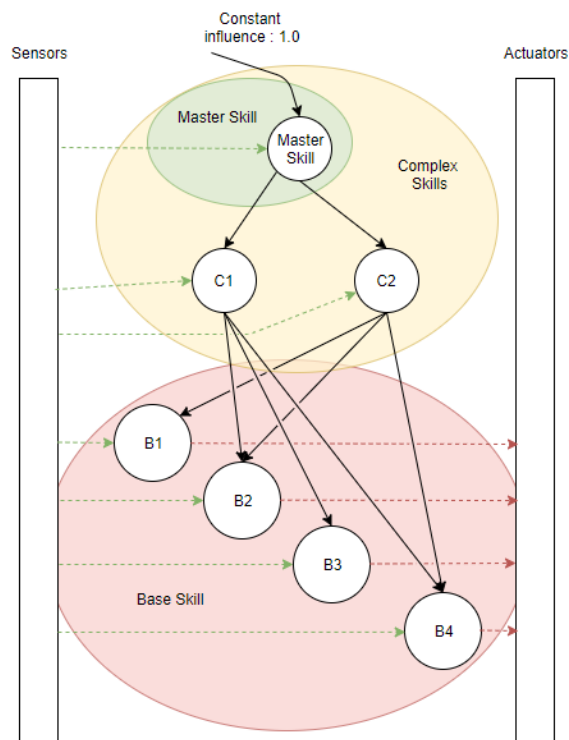 Constant
influence : 1.0
Sensors
Actuators
Master Skill
Master
Skill
Complex
Skills
C1
C2
B1
B2
B3
Base Skill
B4